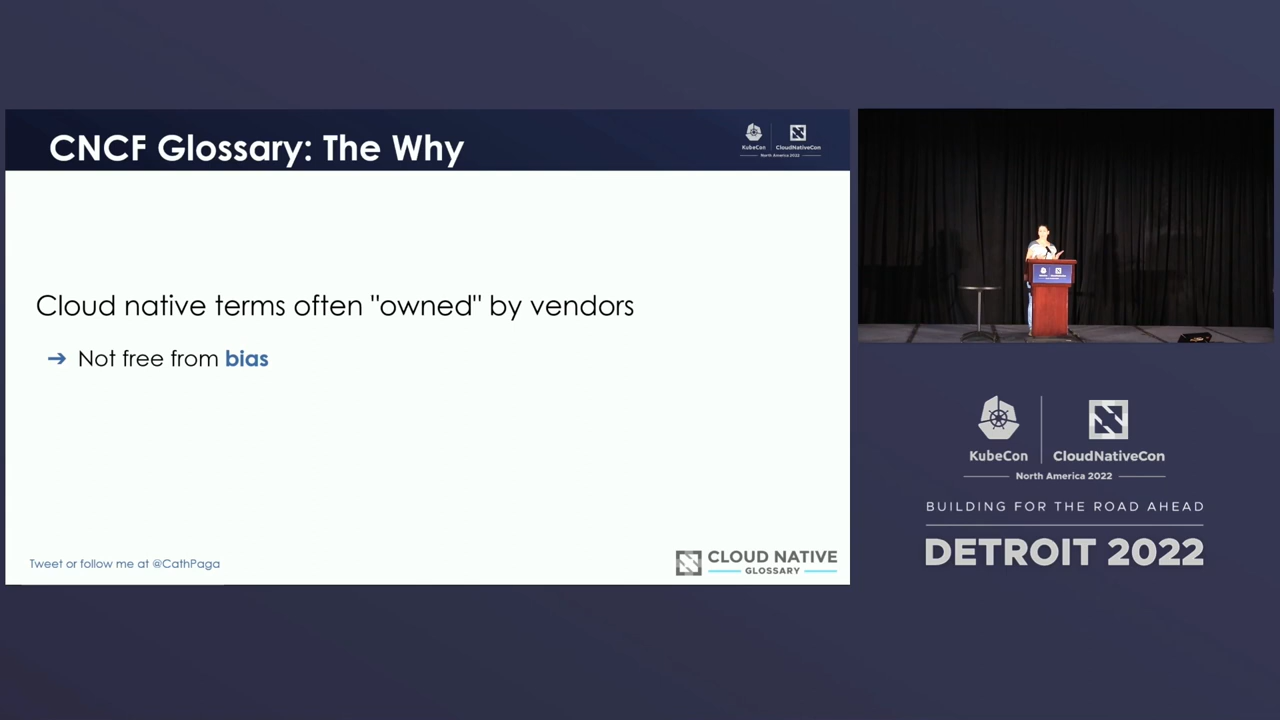 CNCF Glossary: The Why
KubeCon
CloudNativeCon
North America 2022
Cloud native terms often "owned" by vendors
➔ Not free from bias
Tweet or follow me at @CathPaga
CLOUD NATIVE
GLOSSARY
KubeCon
CloudNativeCon
North America 2022
BUILDING FOR THE ROAD AHEAD
DETROIT 2022